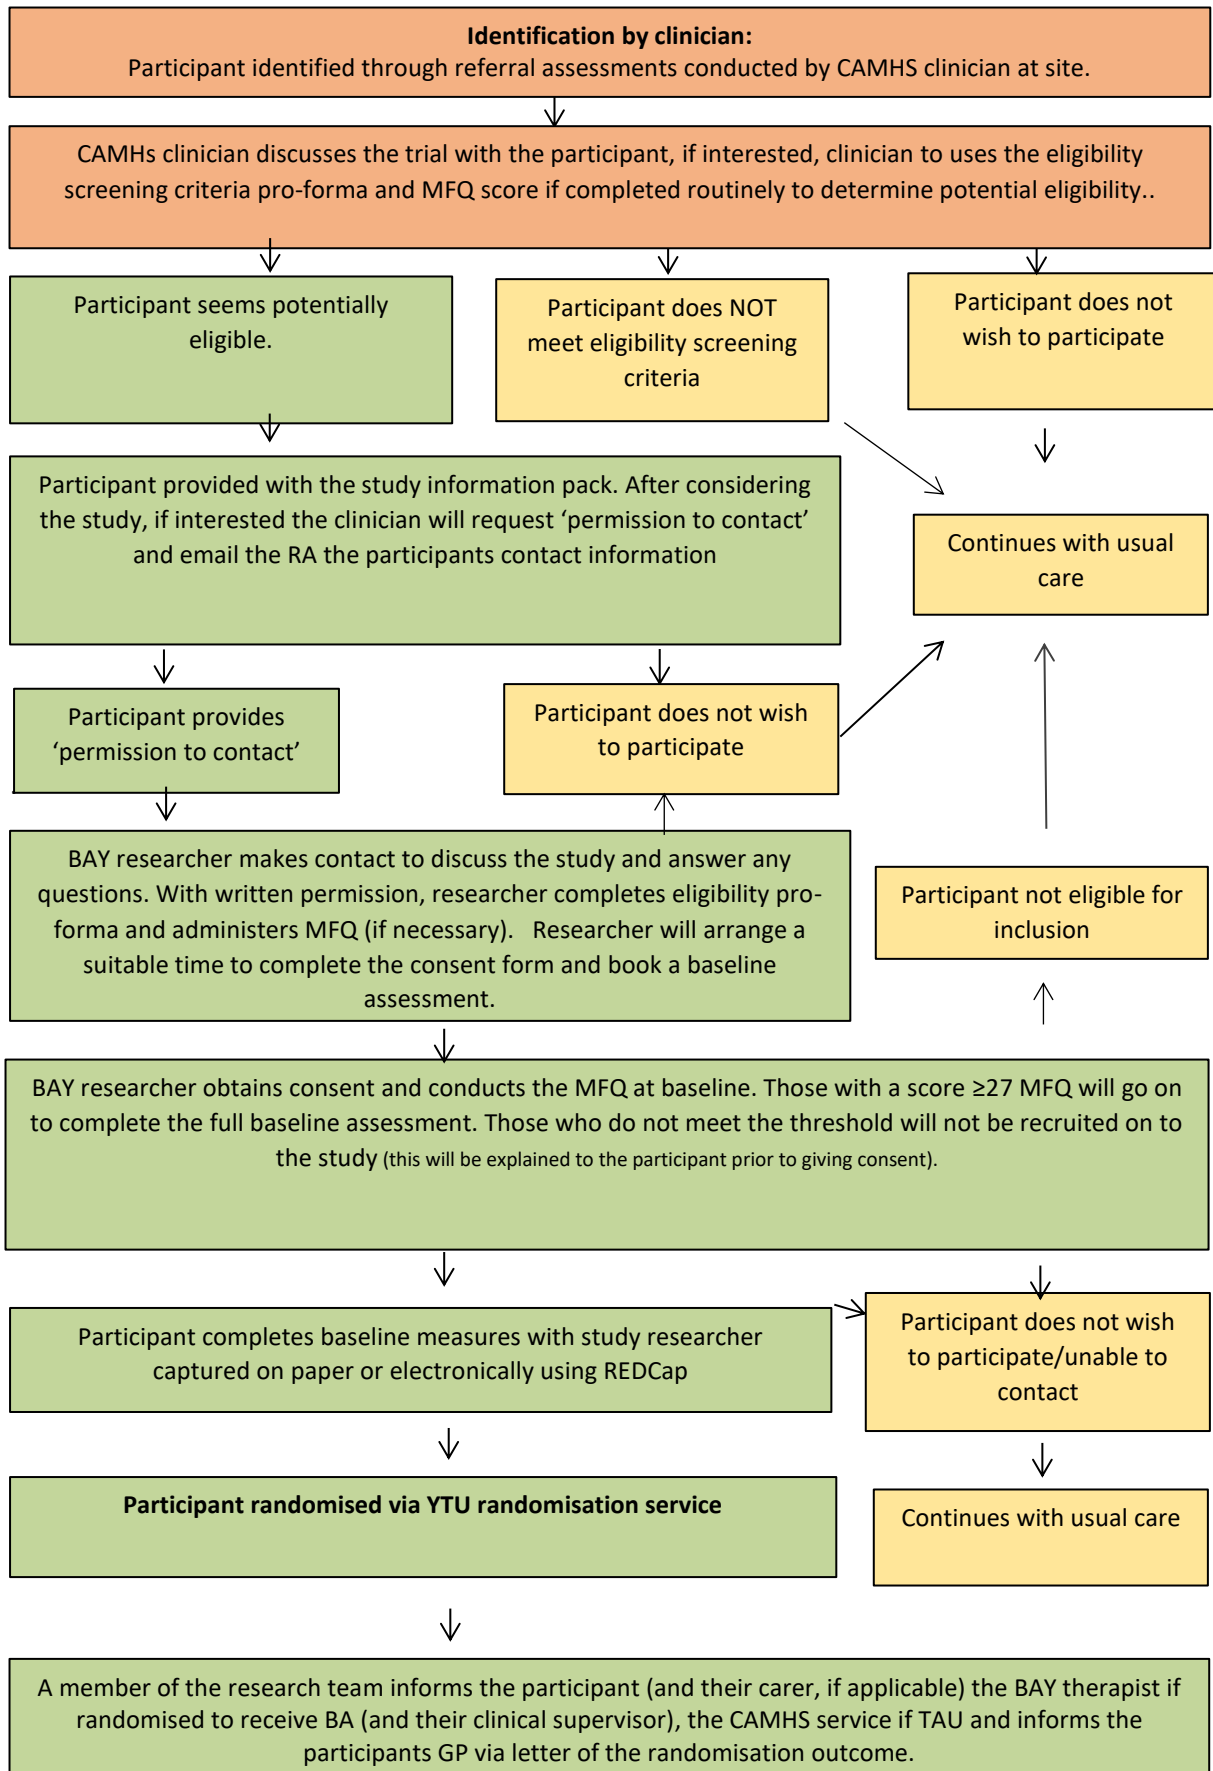 Identification by clinician:
Participant identified through referral assessments conducted by CAMHS clinician at site.
CAMHs clinician discusses the trial with the participant, if interested, clinician to uses the eligibility
screening criteria pro-forma and MFQ score if completed routinely to determine potential eligibility..
Participant seems potentially
eligible.
Participant does NOT
meet eligibility screening
criteria
Participant does not
wish to participate
Participant provided with the study information pack. After considering
the study, if interested the clinician will request ‘permission to contact’
and email the RA the participants contact information
Continues with usual
care
Participant provides
‘permission to contact’
Participant does not wish
to participate
BAY researcher makes contact to discuss the study and answer any
questions. With written permission, researcher completes eligibility pro-
forma and administers MFQ (if necessary). Researcher will arrange a
suitable time to complete the consent form and book a baseline
assessment.
Participant not eligible for
inclusion
BAY researcher obtains consent and conducts the MFQ at baseline. Those with a score ≥27 MFQ will go on
to complete the full baseline assessment. Those who do not meet the threshold will not be recruited on to
the study (this will be explained to the participant prior to giving consent).
Participant completes baseline measures with study researcher
captured on paper or electronically using REDCap
Participant does not wish
to participate/unable to
contact
Participant randomised via YTU randomisation service
Continues with usual care
A member of the research team informs the participant (and their carer, if applicable) the BAY therapist if
randomised to receive BA (and their clinical supervisor), the CAMHS service if TAU and informs the
participants GP via letter of the randomisation outcome.